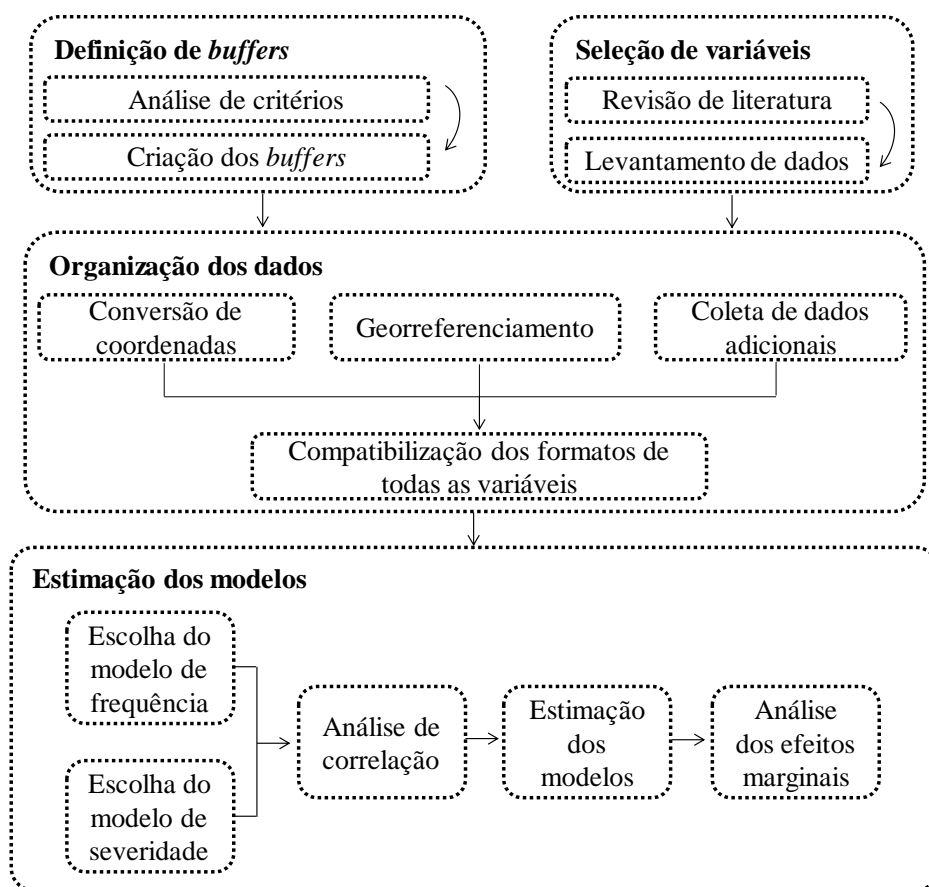 Definição de buffers
Análise de critérios
Criação dos buffers
Seleção de variáveis
Revisão de literatura
Levantamento de dados
Organização dos dados
Conversão de
coordenadas
Georreferenciamento
Coleta de dados
adicionais
Compatibilização dos formatos de
todas as variáveis
Estimação dos modelos
Escolha do
modelo de
frequência
Escolha do
modelo de
severidade
Análise de
correlação
Estimação
dos
modelos
Análise
dos efeitos
marginais